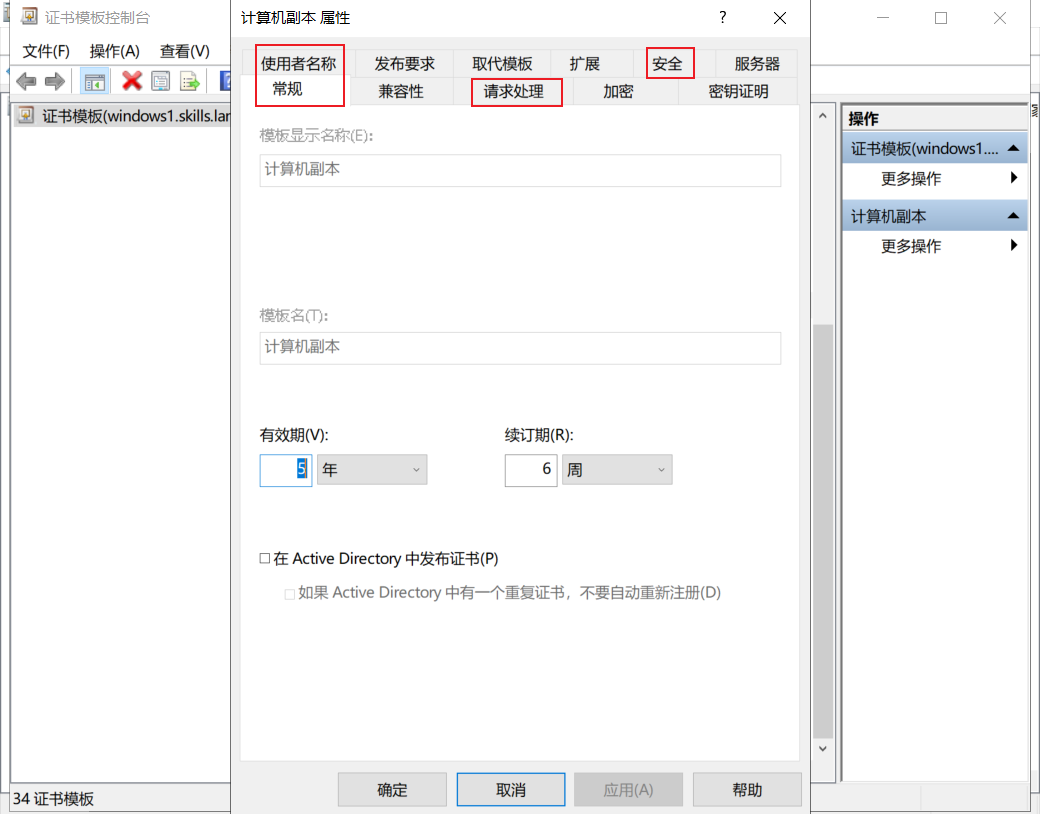 证书模板控制台
文件(F) 操作(A) 查看(V)
证书模板(windows1.skills.lar
34 证书模板
计算机副本 属性
?
使用者名称 发布要求 取代模板 扩展 安全 服务器
常规 兼容性 请求处理 加密 密钥证明
模板显示名称(E):
计算机副本
模板名(T):
计算机副本
有效期(V): 续订期(R):
5 年 6 周
在 Active Directory 中发布证书(P)
如果 Active Directory 中有一个重复证书，不要自动重新注册(D)
确定 取消 应用(A) 帮助
操作
证书模板(windows1....
更多操作
计算机副本
更多操作